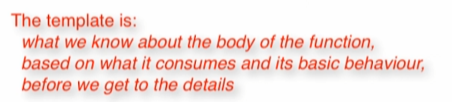 The template is:
what we know about the body of the function,
based on what it consumes and its basic behaviour,
before we get to the details